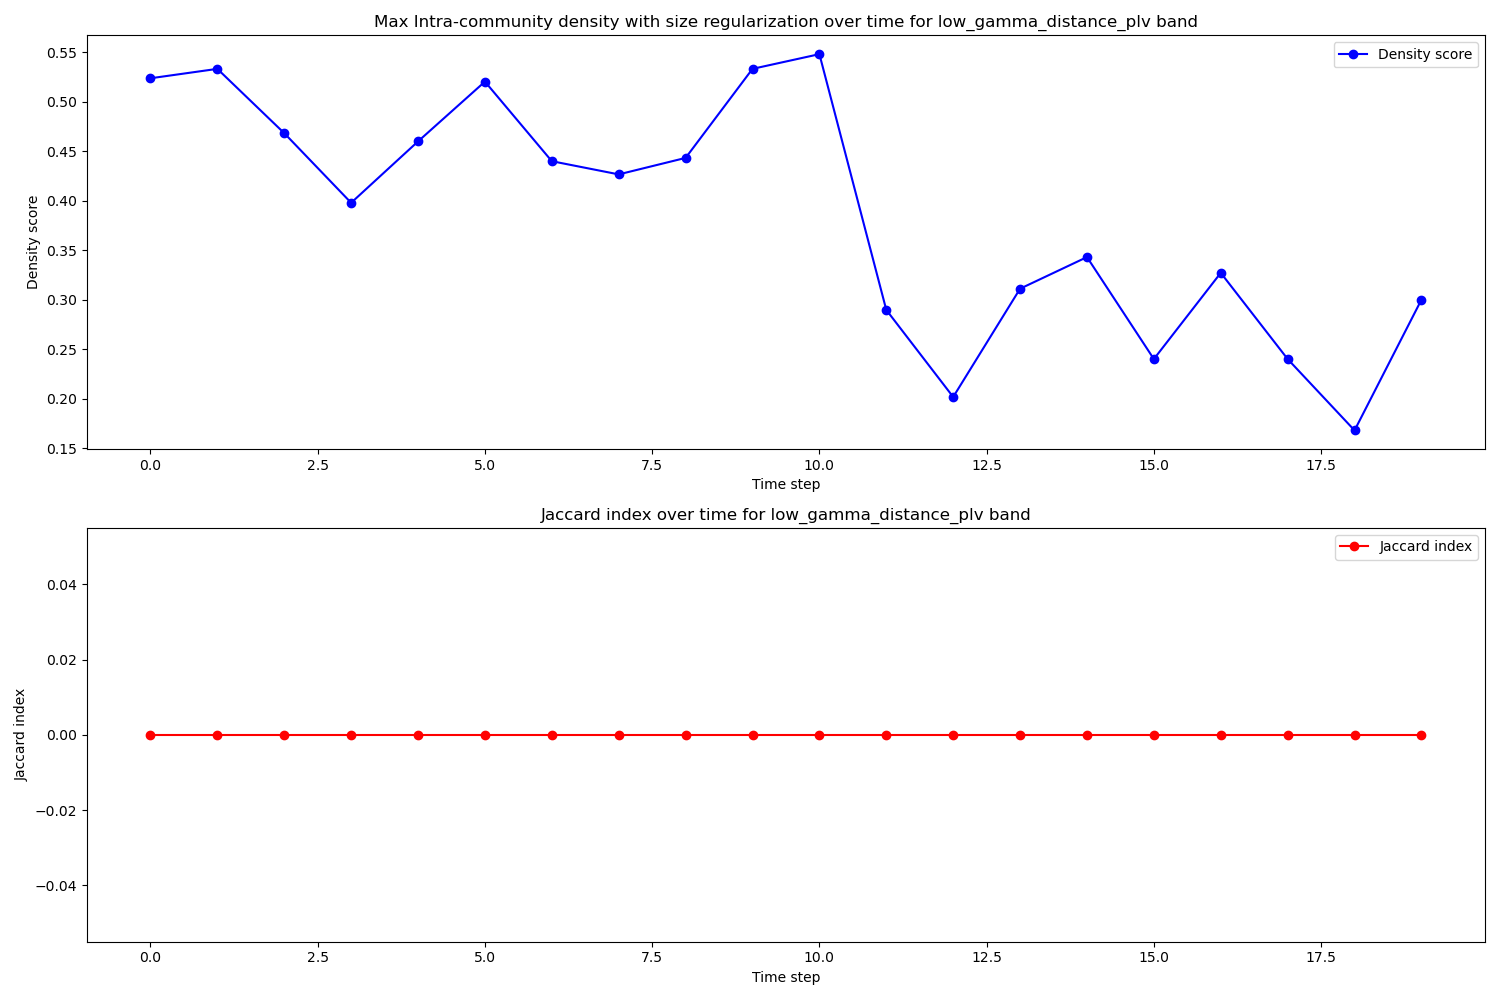 Max Intra-community density with size regularization over time for low_gamma_distance_plv band
Density score
0.55
0.50
0.45
0.40
0.35
0.30
0.25
0.20
0.15
Density score
0.0 2.5 5.0 7.5 10.0 12.5 15.0 17.5
Time step
Jaccard index over time for low_gamma_distance_plv band
Jaccard index
0.04
0.02
0.00
−0.02
−0.04
Jaccard index
0.0 2.5 5.0 7.5 10.0 12.5 15.0 17.5
Time step